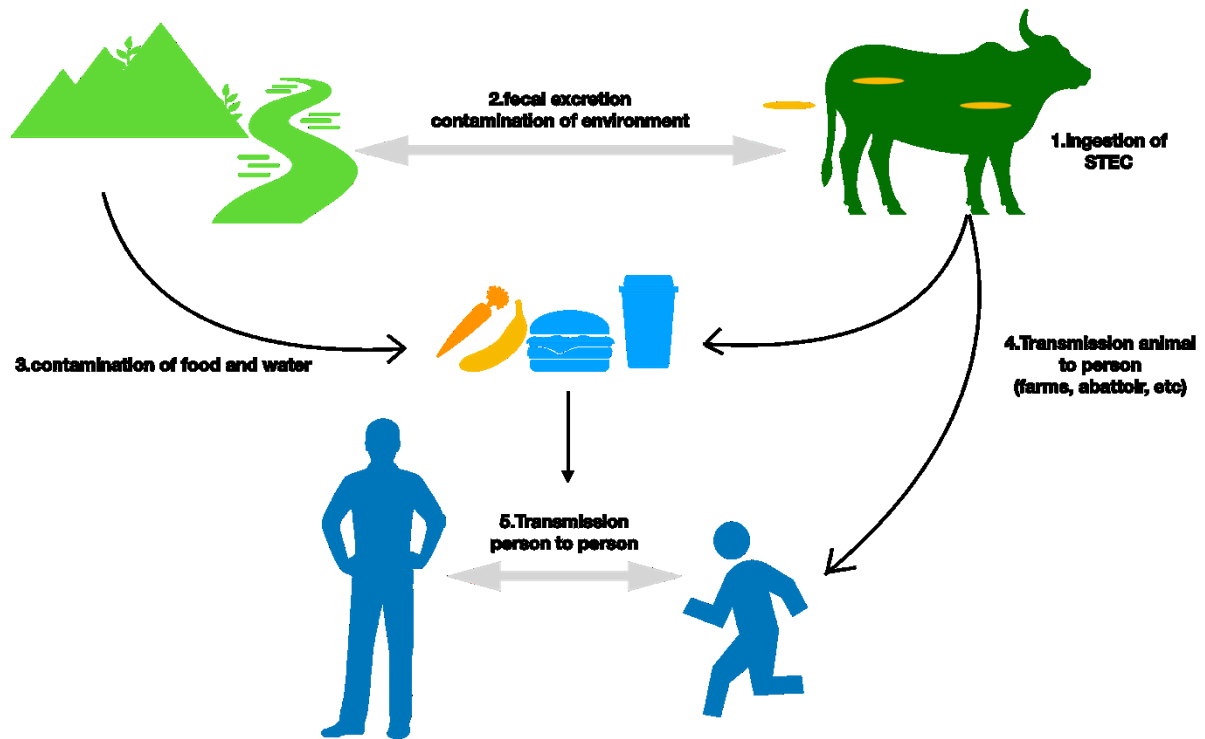 2.fecal excretion
contamination of environment
1.Ingestion of
STEC
3.contamination of food and water
4.Transmission animal
to person
(farms, abattoir, etc)
5.Transmission
person to person